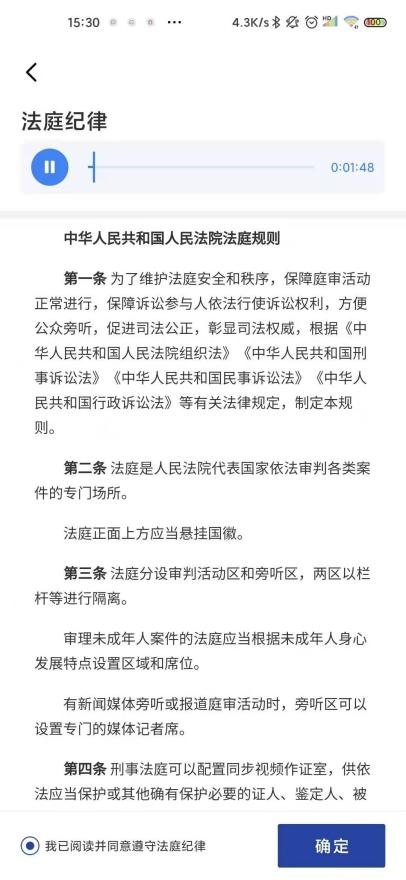 15:30 ··· 4.3K/s HD 100
法庭纪律
0:01:48
中华人民共和国人民法院法庭规则
第一条 为了维护法庭安全和秩序，保障庭审活动
正常进行，保障诉讼参与人依法行使诉讼权利，方便
公众旁听，促进司法公正，彰显司法权威，根据《中
华人民共和国人民法院组织法》《中华人民共和国刑
事诉讼法》《中华人民共和国民事诉讼法》《中华人
民共和国行政诉讼法》等有关法律规定，制定本规
则。
第二条 法庭是人民法院代表国家依法审判各类案
件的专门场所。
法庭正面上方应当悬挂国徽。
第三条 法庭分设审判活动区和旁听区，两区以栏
杆等进行隔离。
审理未成年人案件的法庭应当根据未成年人身心
发展特点设置区域和席位。
有新闻媒体旁听或报道庭审活动时，旁听区可以
设置专门的媒体记者席。
第四条 刑事法庭可以配置同步视频作证室，供依
法应当保护或其他确有保护必要的证人、鉴定人、被
我已阅读并同意遵守法庭纪律
确定